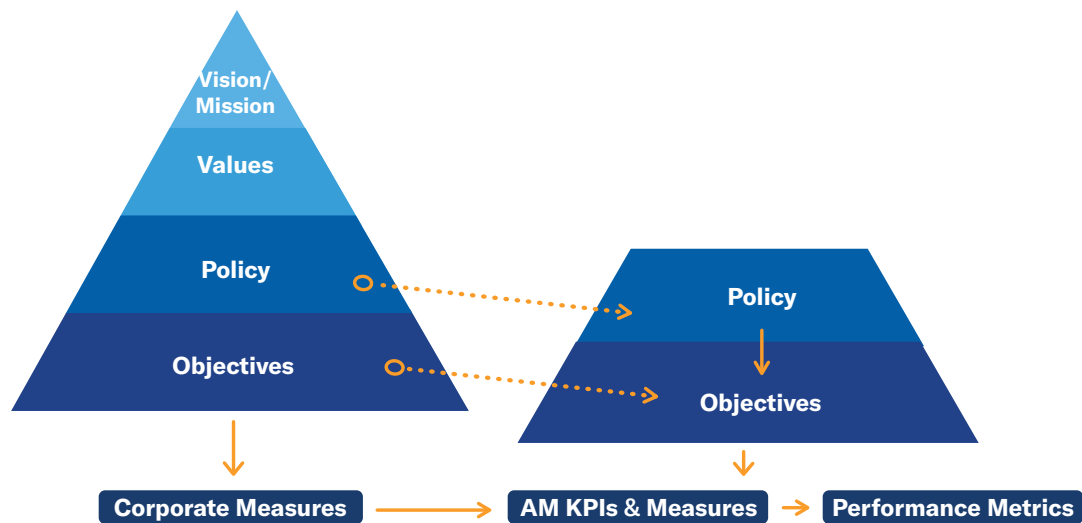 Vision/
Mission
Values
Policy
Objectives
Policy
Objectives
Corporate Measures
AM KPIs & Measures
Performance Metrics